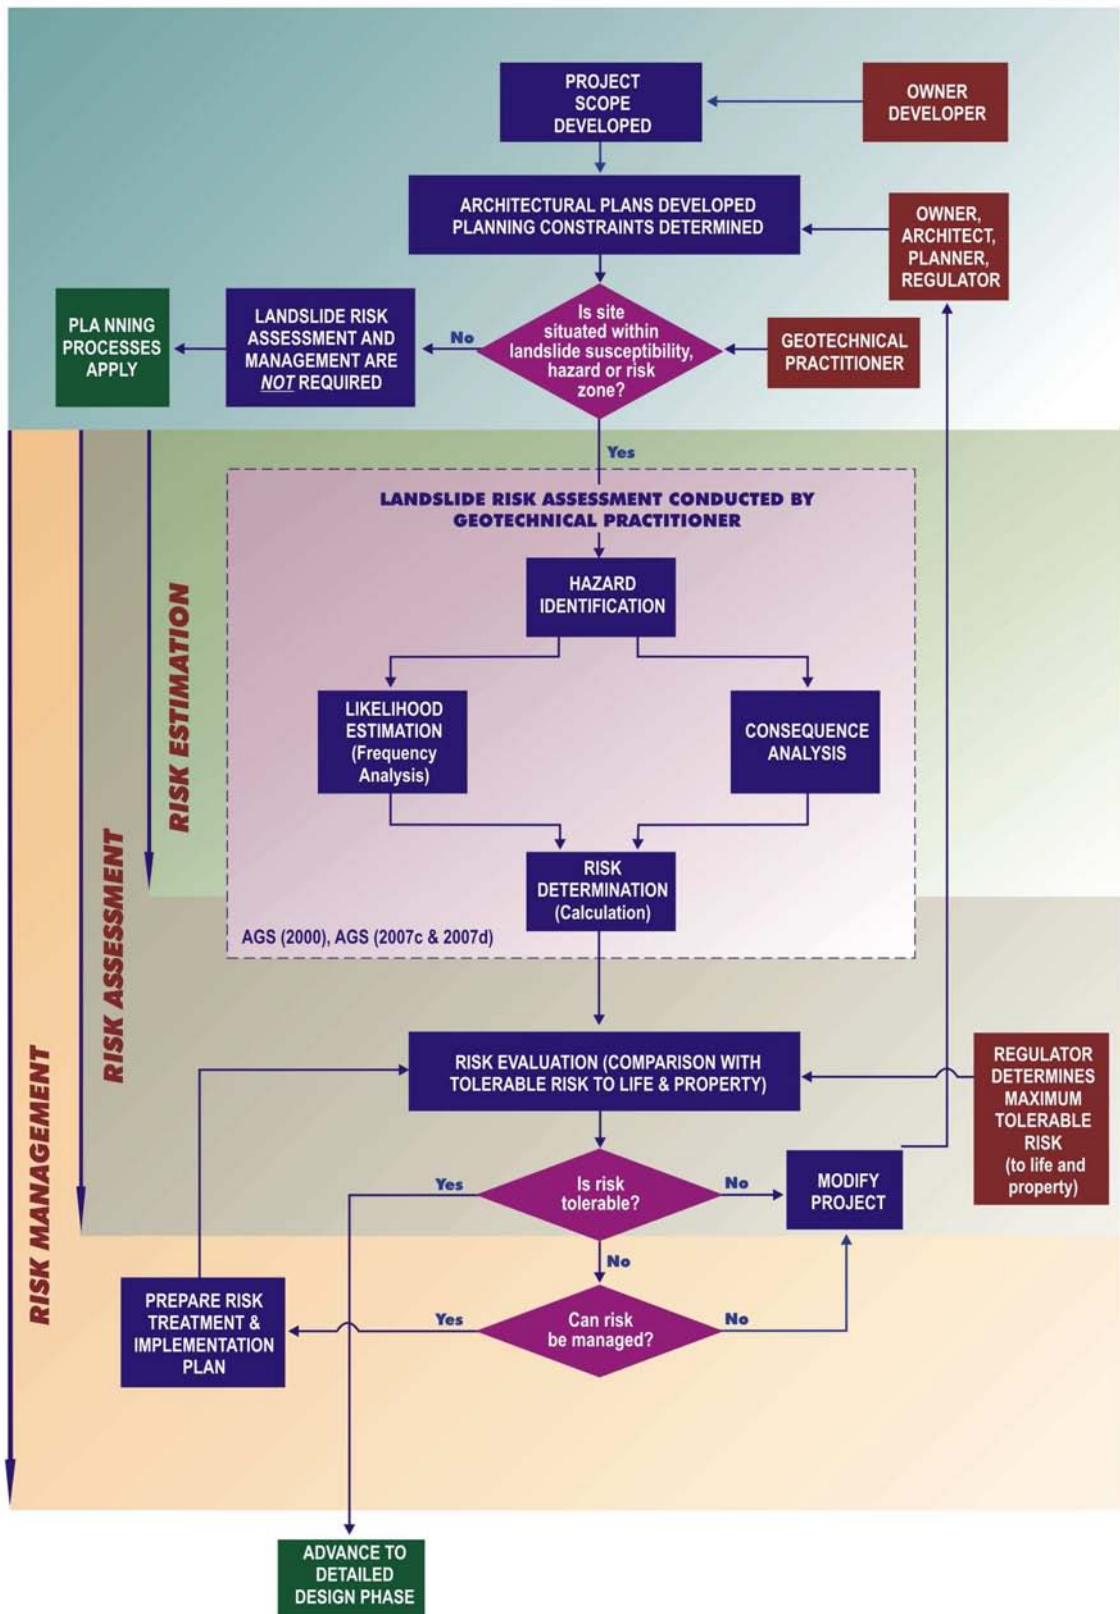 PROJECT
SCOPE
DEVELOPED
OWNER
DEVELOPER
ARCHITECTURAL PLANS DEVELOPED
PLANNING CONSTRAINTS DETERMINED
OWNER,
ARCHITECT,
PLANNER,
REGULATOR
PLA NNING
PROCESSES
APPLY
LANDSLIDE RISK
ASSESSMENT AND
MANAGEMENT ARE
NOT REQUIRED
No
Is site
situated within
landslide susceptibility,
hazard or risk
zone?
GEOTECHNICAL
PRACTITIONER
Yes
LANDSLIDE RISK ASSESSMENT CONDUCTED BY
GEOTECHNICAL PRACTITIONER
HAZARD
IDENTIFICATION
LIKELIHOOD
ESTIMATION
(Frequency
Analysis)
CONSEQUENCE
ANALYSIS
RISK
DETERMINATION
(Calculation)
AGS (2000), AGS (2007c & 2007d)
RISK ESTIMATION
RISK ASSESSMENT
RISK MANAGEMENT
RISK EVALUATION (COMPARISON WITH
TOLERABLE RISK TO LIFE & PROPERTY)
REGULATOR
DETERMINES
MAXIMUM
TOLERABLE
RISK
(to life and
property)
Yes
Is risk
tolerable?
No
MODIFY
PROJECT
No
PREPARE RISK
TREATMENT &
IMPLEMENTATION
PLAN
Yes
Can risk
be managed?
No
ADVANCE TO
DETAILED
DESIGN PHASE